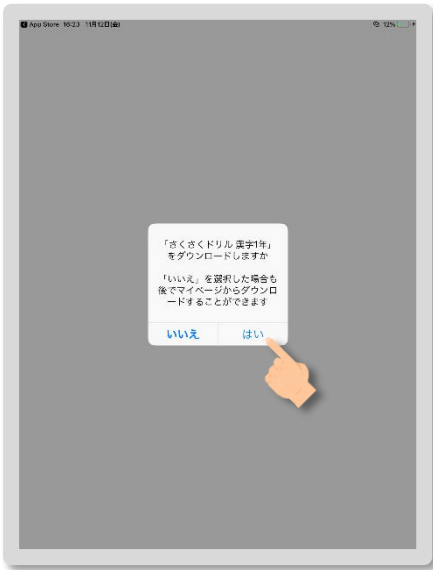 App Store 16:23 11月12日(金) 12%
「さくさくドリル 漢字1年」
をダウンロードしますか
「いいえ」を選択した場合も
後でマイページからダウンロ
ードすることができます
いいえ はい